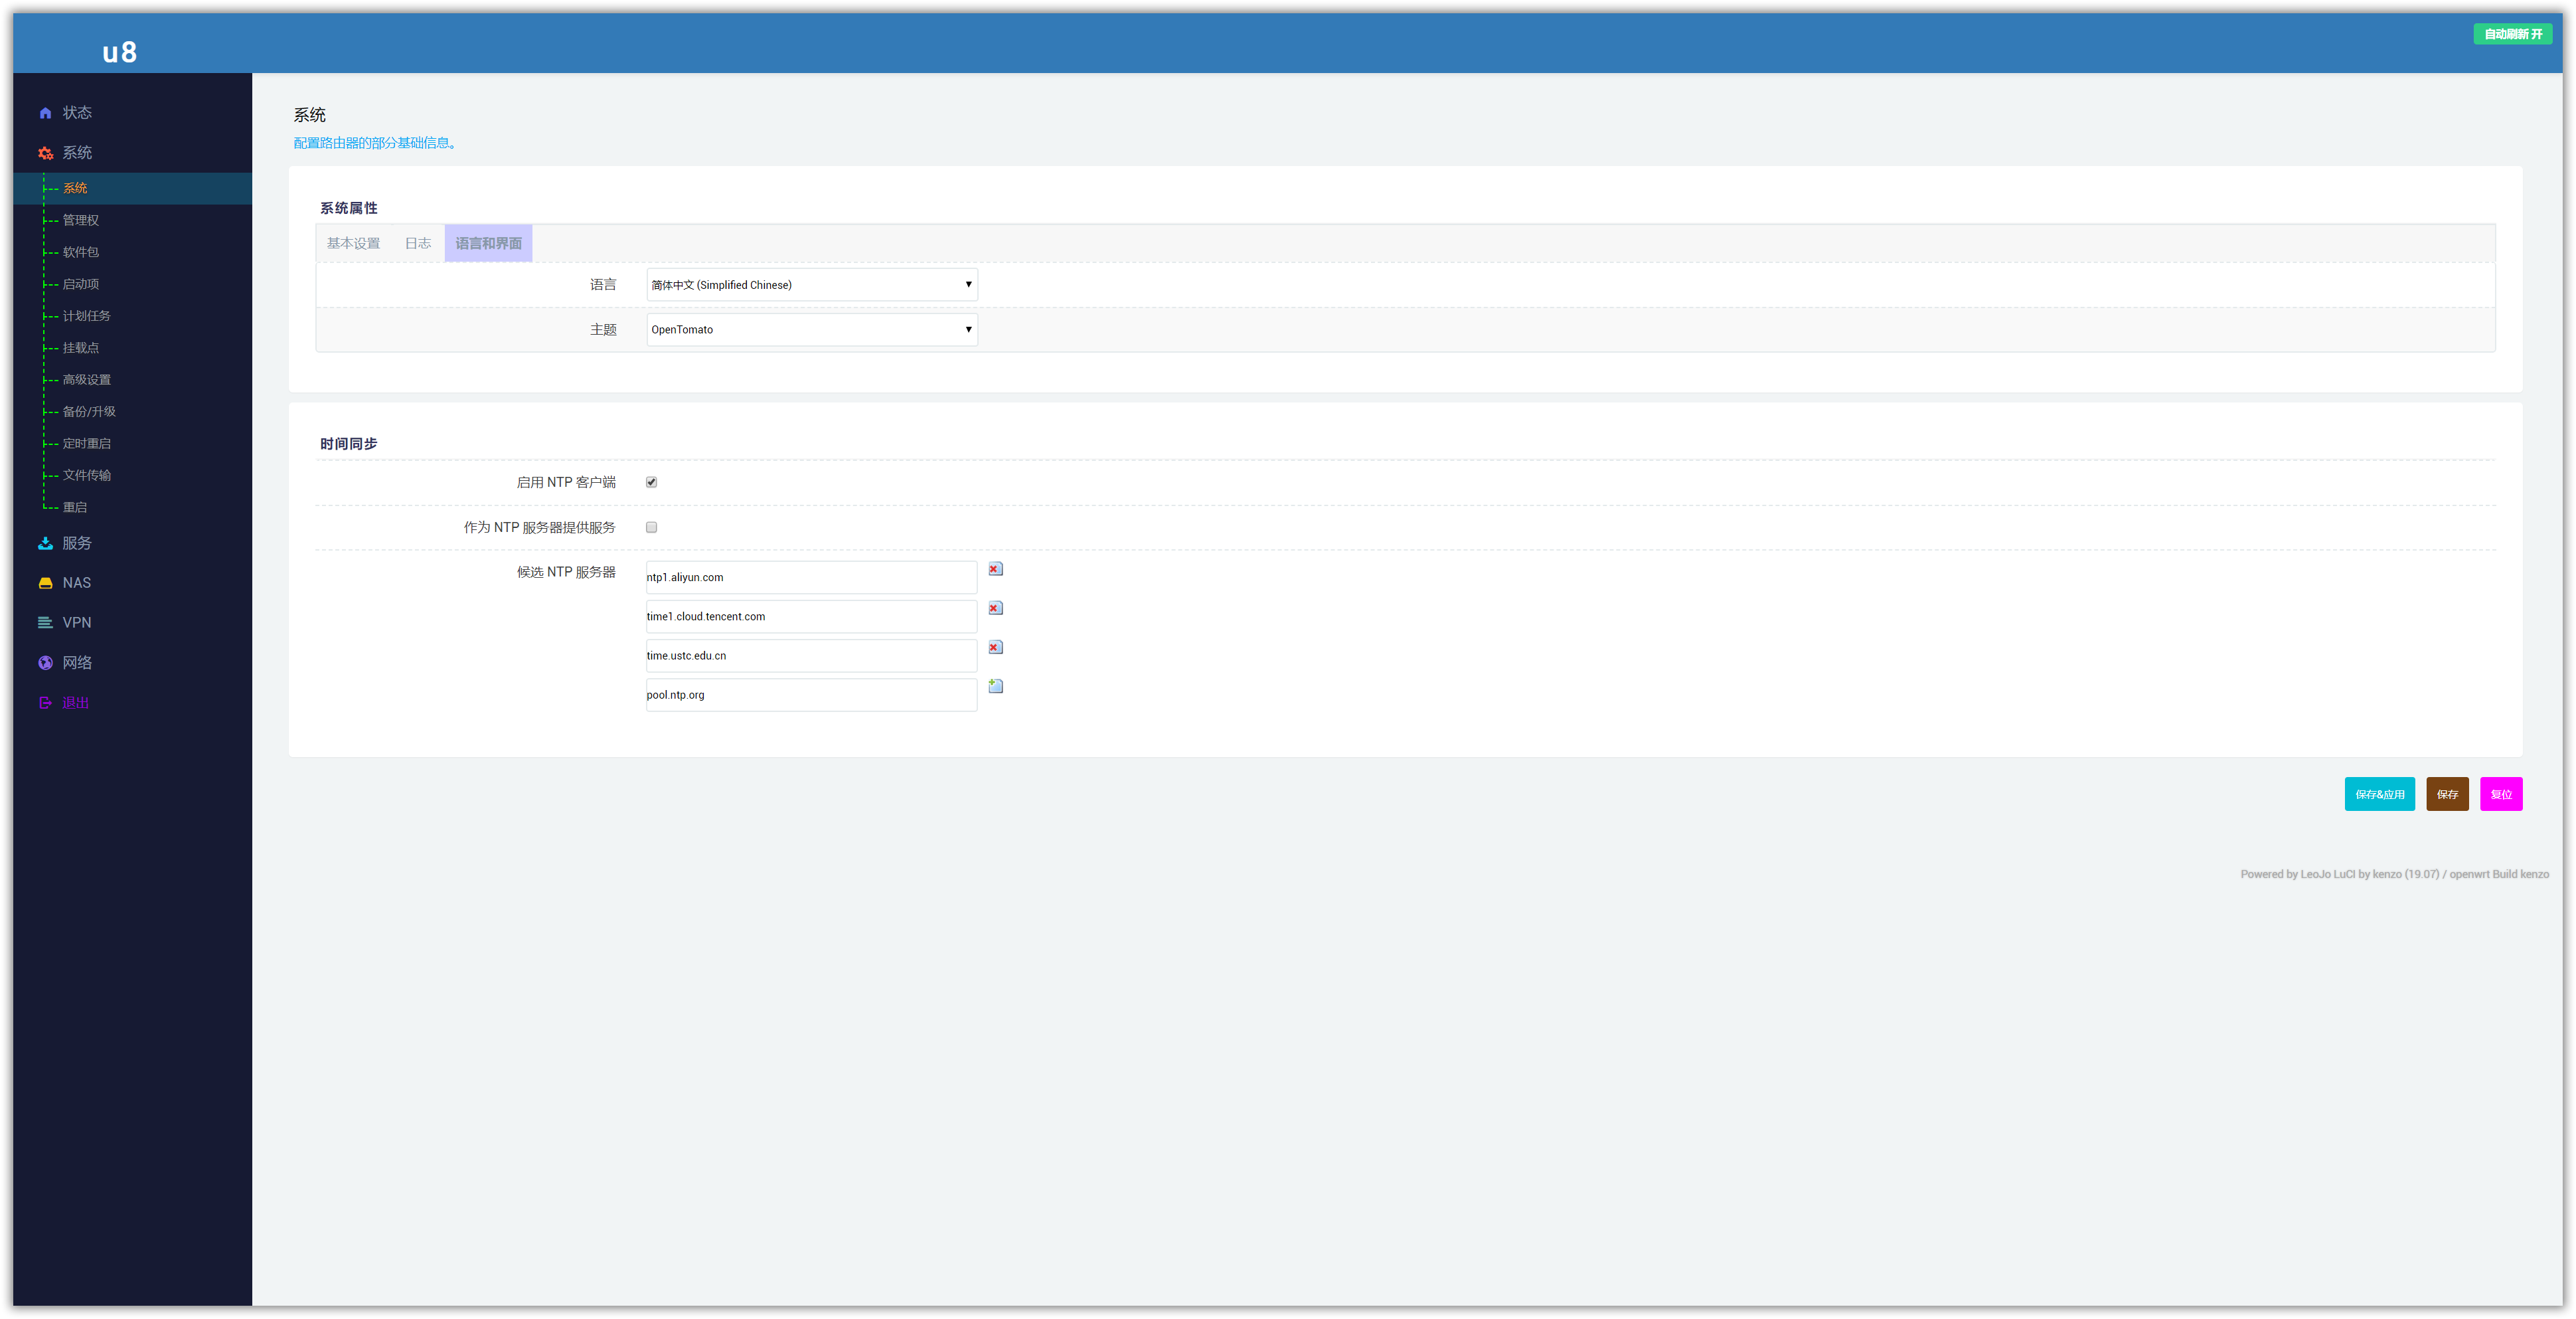 u8
自动刷新 开
状态
系统
系统
管理权
软件包
启动项
计划任务
挂载点
高级设置
备份/升级
定时重启
文件传输
重启
服务
NAS
VPN
网络
退出
系统
配置路由器的部分基础信息。
系统属性
基本设置 日志 语言和界面
语言 简体中文 (Simplified Chinese)
主题 OpenTomato
时间同步
启用 NTP 客户端
作为 NTP 服务器提供服务
候选 NTP 服务器 ntp1.aliyun.com
time1.cloud.tencent.com
time.ustc.edu.cn
pool.ntp.org
保存&应用 保存 复位
Powered by LeoJo LuCI by kenzo (19.07) / openwrt Build kenzo